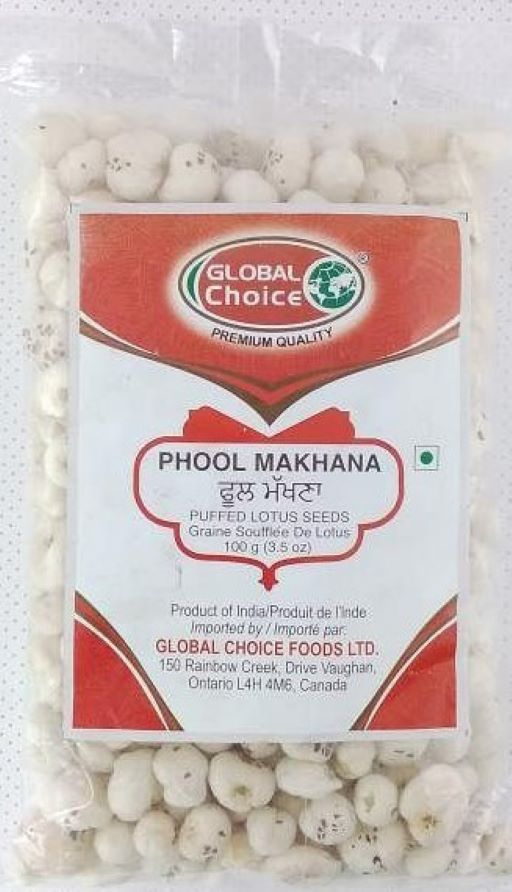 GLOBAL
Choice
®
PREMIUM QUALITY
PHOOL MAKHANA
ਫੂਲ ਮੱਖਣਾ
PUFFED LOTUS SEEDS
Graine Soufflée De Lotus
100 g (3.5 oz)
Product of India/Produit de l'Inde
Imported by / Importé par:
GLOBAL CHOICE FOODS LTD.
150 Rainbow Creek, Drive Vaughan,
Ontario L4H 4M6, Canada